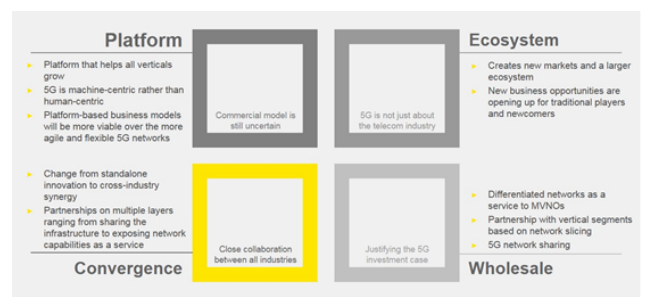 Platform
Platform that helps all verticals
grow
5G is machine-centric rather than
human-centric
Platform-based business models
will be more viable over the more
agile and flexible 5G networks
Commercial model is
still uncertain
5G is not just about
the telecom industry
Ecosystem
Creates new markets and a larger
ecosystem
New business opportunities are
opening up for traditional players
and newcomers
Change from standalone
innovation to cross-industry
synergy
Partnerships on multiple layers
ranging from sharing the
infrastructure to exposing network
capabilities as a service
Convergence
Close collaboration
between all industries
Justifying the 5G
investment case
Differentiated networks as a
service to MVNOs
Partnership with vertical segments
based on network slicing
5G network sharing
Wholesale